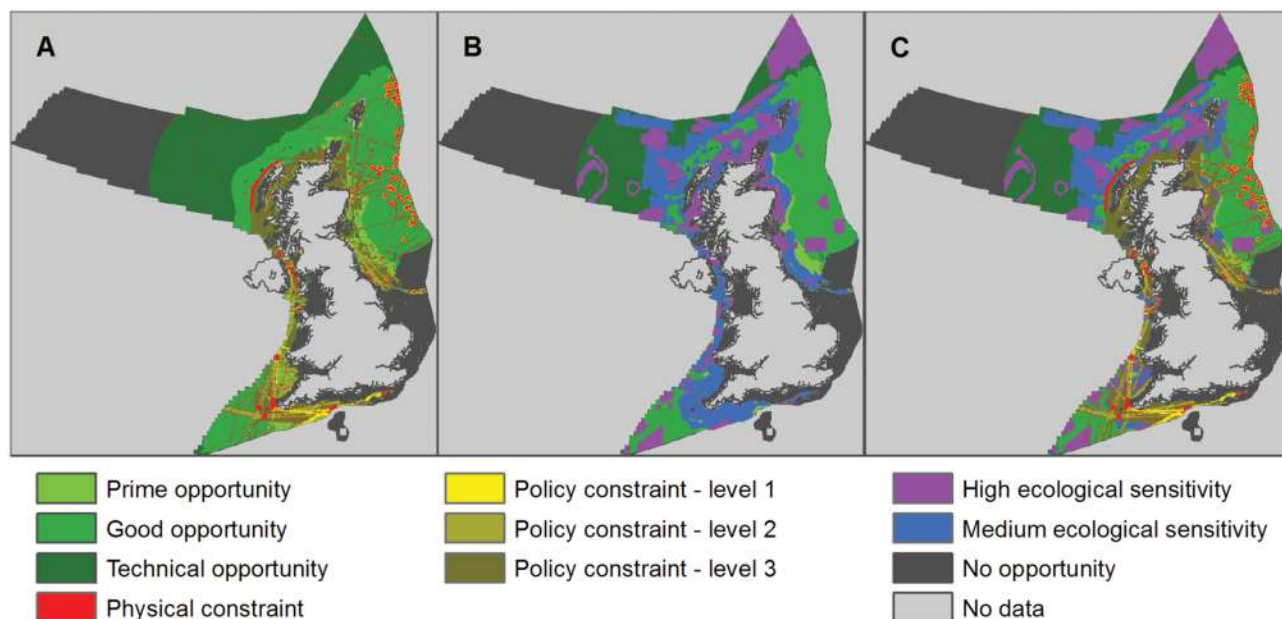 A
B
C
Prime opportunity
Good opportunity
Technical opportunity
Physical constraint
Policy constraint - level 1
Policy constraint - level 2
Policy constraint - level 3
High ecological sensitivity
Medium ecological sensitivity
No opportunity
No data